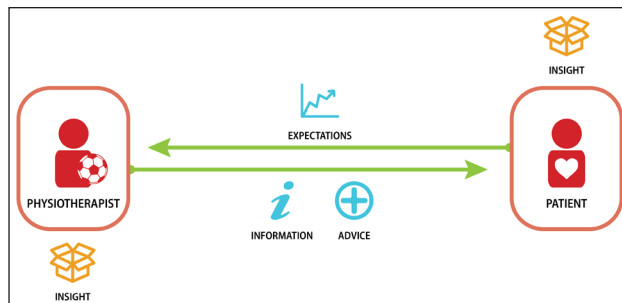 INSIGHT
EXPECTATIONS
PHYSIOTHERAPIST
PATIENT
INFORMATION
ADVICE
INSIGHT